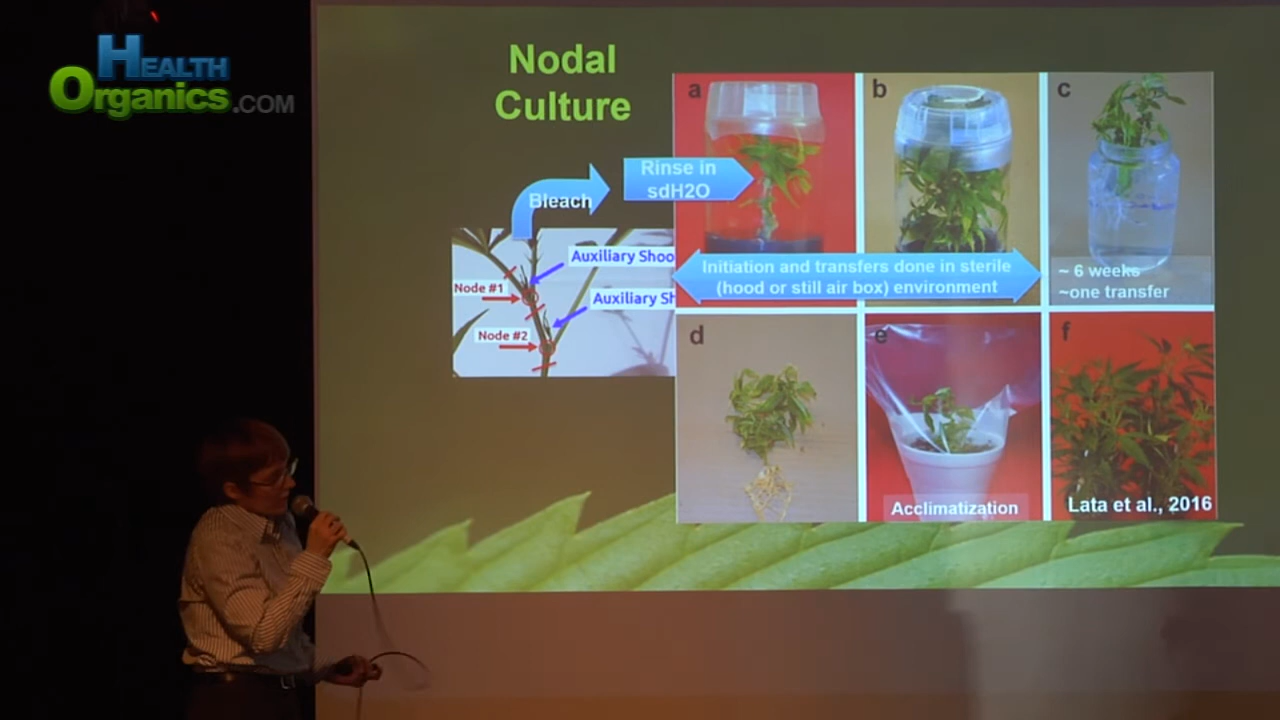 HEALTH
ORGANICS.COM
Nodal
Culture
a
b
c
Rinse in
sdH2O
Bleach
Auxiliary Shoo
Initiation and transfers done in sterile
(hood or still air box) environment
~ 6 weeks
~one transfer
Node #1
Auxiliary Sh
Node #2
d
e
f
Acclimatization
Lata et al., 2016